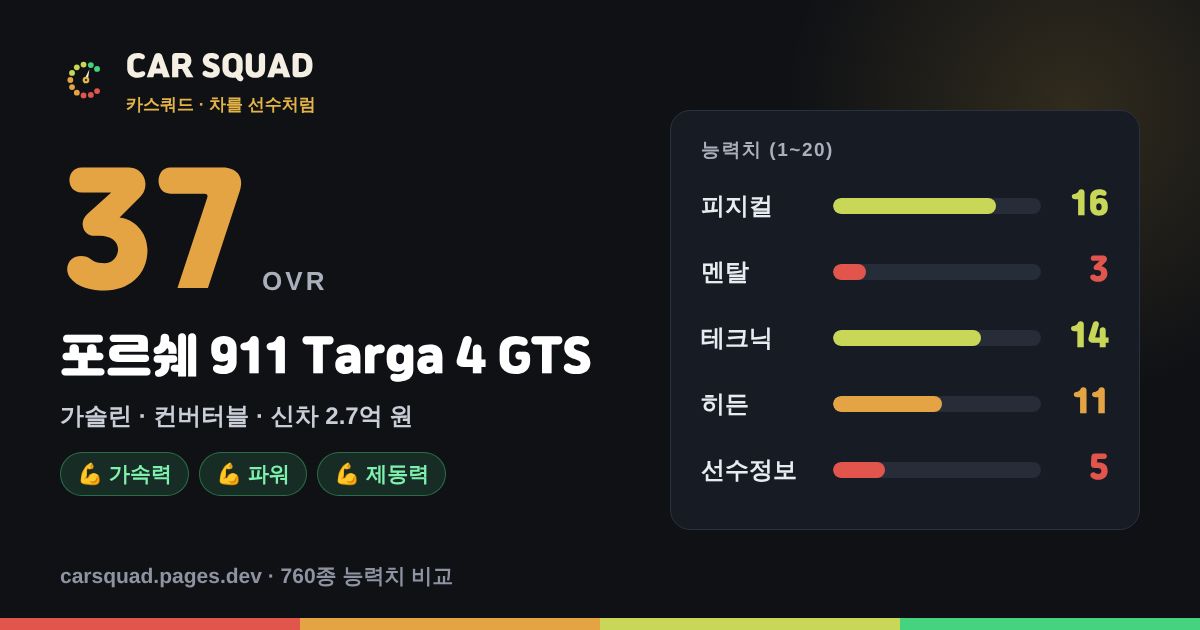 CAR SQUAD
카스쿼드 · 차를 선수처럼
37 OVR
포르쉐 911 Targa 4 GTS
가솔린 · 컨버터블 · 신차 2.7억 원
💪 가속력 💪 파워 💪 제동력
carsquad.pages.dev · 760종 능력치 비교
능력치 (1~20)
피지컬 16
멘탈 3
테크닉 14
히든 11
선수정보 5